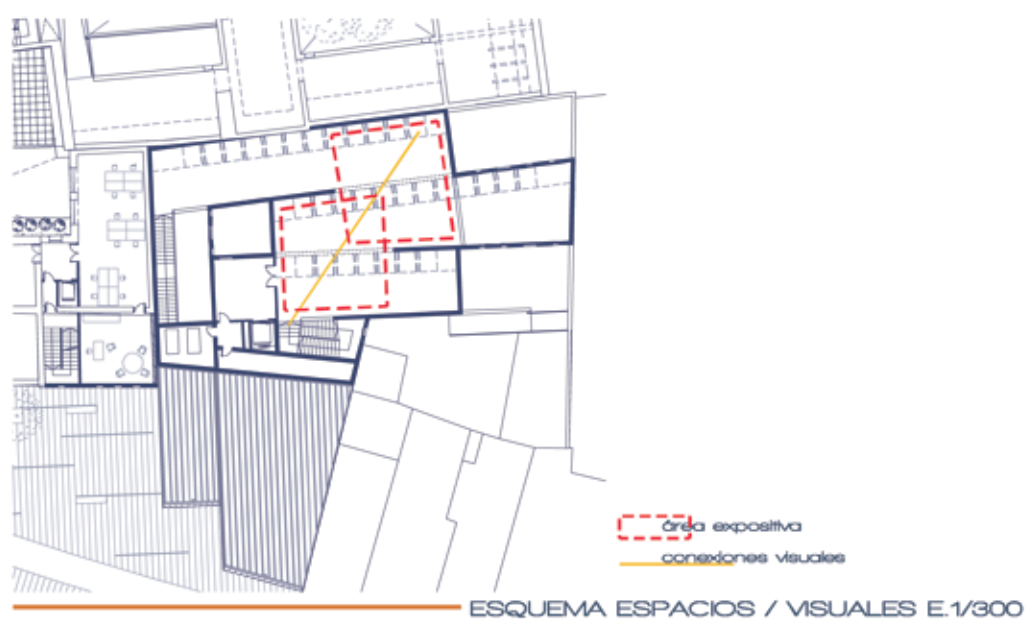 área expositiva
conexiones visuales
ESQUEMA ESPACIOS / VISUALES E.1/300